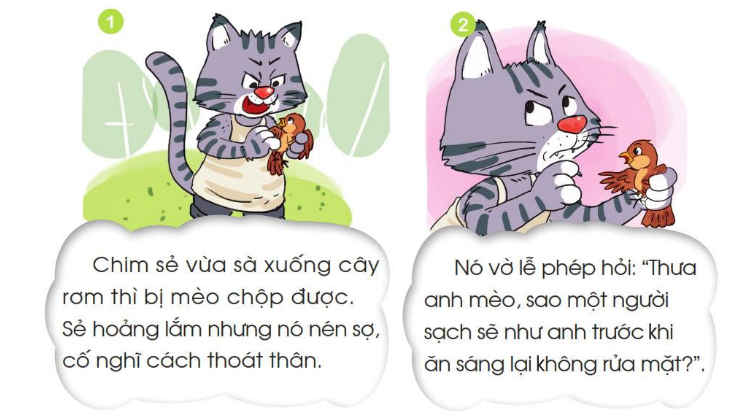 1
Chim sẻ vừa sà xuống cây
rơm thì bị mèo chộp được.
Sẻ hoảng lắm nhưng nó nén sợ,
cố nghĩ cách thoát thân.
2
Nó vờ lễ phép hỏi: “Thưa
anh mèo, sao một người
sạch sẽ như anh trước khi
ăn sáng lại không rửa mặt?”.